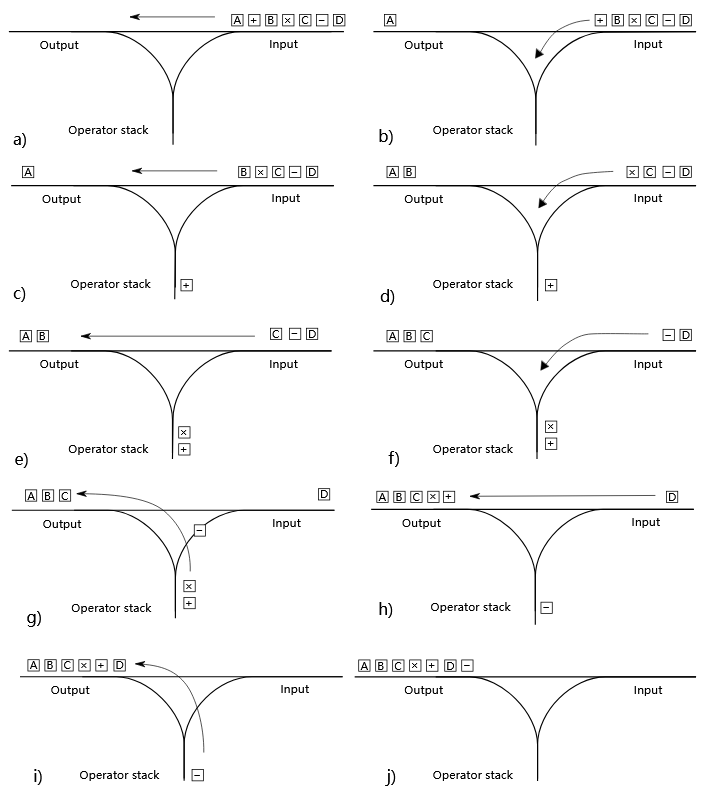 A + B × C − D
Output Input
Operator stack
a)
A + B × C − D
Output Input
Operator stack
b)
A B × C − D
Output Input
Operator stack +
c)
A B × C − D
Output Input
Operator stack +
d)
A B C − D
Output Input
×
Operator stack +
e)
A B C − D
Output Input
×
Operator stack +
f)
A B C D
Output Input
−
×
Operator stack +
g)
A B C × + D
Output Input
Operator stack −
h)
A B C × + D
Output Input
Operator stack −
i)
A B C × + D −
Output Input
Operator stack
j)